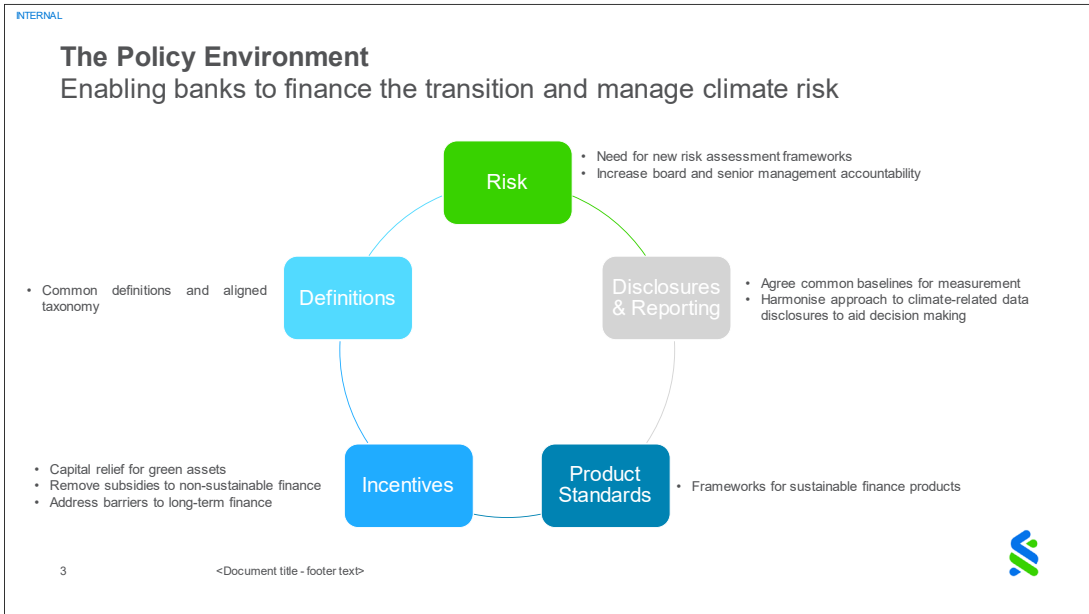 INTERNAL
The Policy Environment
Enabling banks to finance the transition and manage climate risk
Risk
• Need for new risk assessment frameworks
• Increase board and senior management accountability
Disclosures
& Reporting
• Agree common baselines for measurement
• Harmonise approach to climate-related data
disclosures to aid decision making
Product
Standards
• Frameworks for sustainable finance products
Incentives
• Capital relief for green assets
• Remove subsidies to non-sustainable finance
• Address barriers to long-term finance
Definitions
• Common definitions and aligned
taxonomy
3
<Document title - footer text>